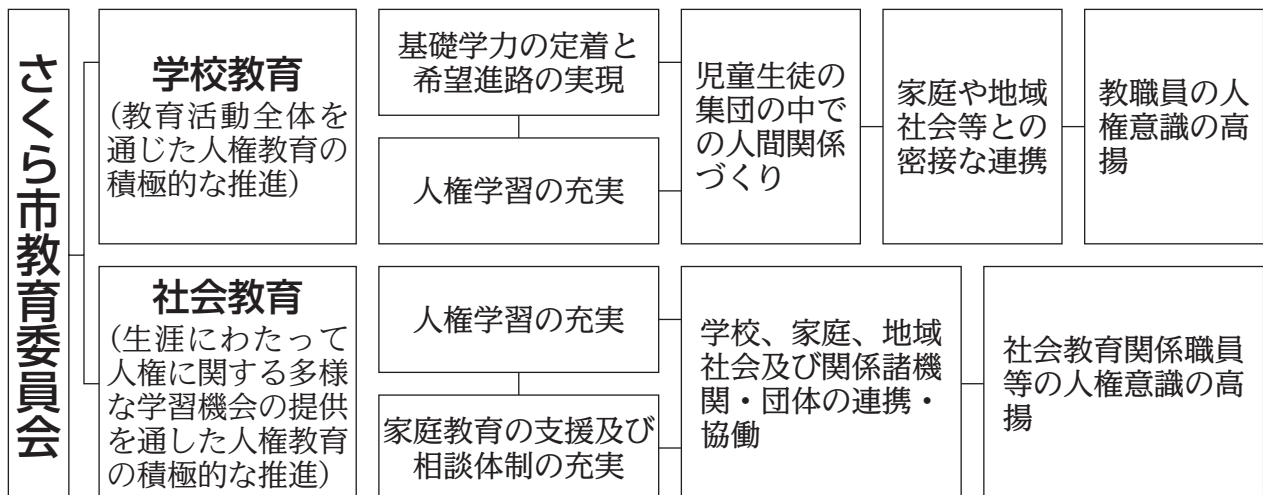 さくら市教育委員会
学校教育
（教育活動全体を
通じた人権教育の
積極的な推進）
基礎学力の定着と
希望進路の実現
人権学習の充実
児童生徒の
集団の中で
の人間関係
づくり
家庭や地域
社会等との
密接な連携
教職員の人
権意識の高
揚
社会教育
（生涯にわたって
人権に関する多様
な学習機会の提供
を通した人権教育
の積極的な推進）
人権学習の充実
家庭教育の支援及び
相談体制の充実
学校、家庭、地域
社会及び関係諸機
関・団体の連携・
協働
社会教育関係職員
等の人権意識の高
揚